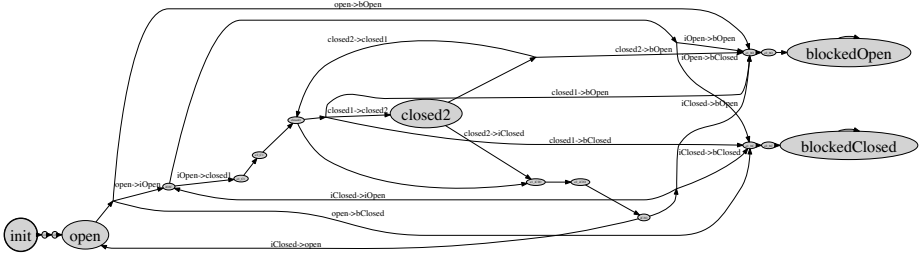 open->bOpen
iOpen->bOpen
closed2->closed1
closed2->bOpen
iOpen->bClosed
blockedOpen
closed1->bOpen
iClosed->bOpen
closed1->closed2
closed2
closed2->iClosed
closed1->bClosed
iClosed->bClosed
blockedClosed
iOpen->closed1
open->iOpen
iClosed->iOpen
open->bClosed
init
open
iClosed->open